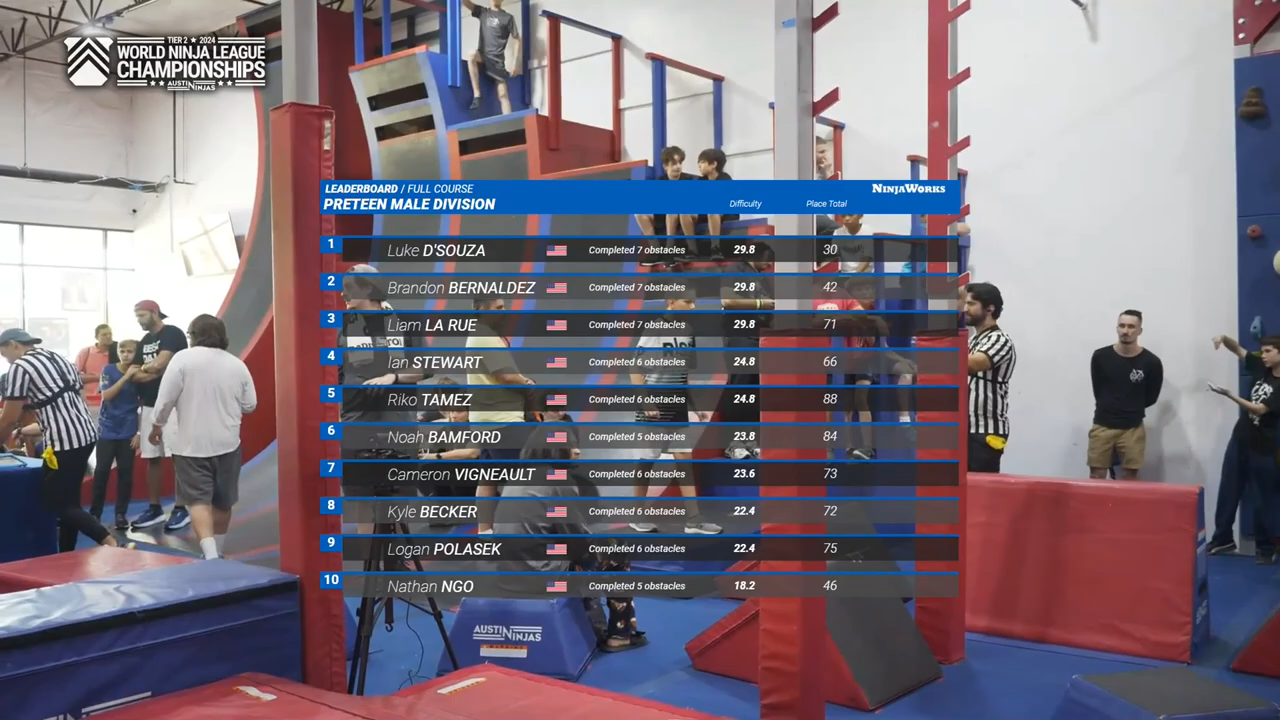 TIER 2 ★ 2024
WORLD NINJA LEAGUE
CHAMPIONSHIPS
AUSTIN NINJAS
LEADERBOARD / FULL COURSE
NINJAWORKS
PRETEEN MALE DIVISION
Difficulty Place Total
1 Luke D'SOUZA Completed 7 obstacles 29.8 30
2 Brandon BERNALDEZ Completed 7 obstacles 29.8 42
3 Liam LA RUE Completed 7 obstacles 29.8 71
4 Ian STEWART Completed 6 obstacles 24.8 66
5 Riko TAMEZ Completed 6 obstacles 24.8 88
6 Noah BAMFORD Completed 5 obstacles 23.8 84
7 Cameron VIGNEAULT Completed 6 obstacles 23.6 73
8 Kyle BECKER Completed 6 obstacles 22.4 72
9 Logan POLASEK Completed 6 obstacles 22.4 75
10 Nathan NGO Completed 5 obstacles 18.2 46
AUSTIN NINJAS